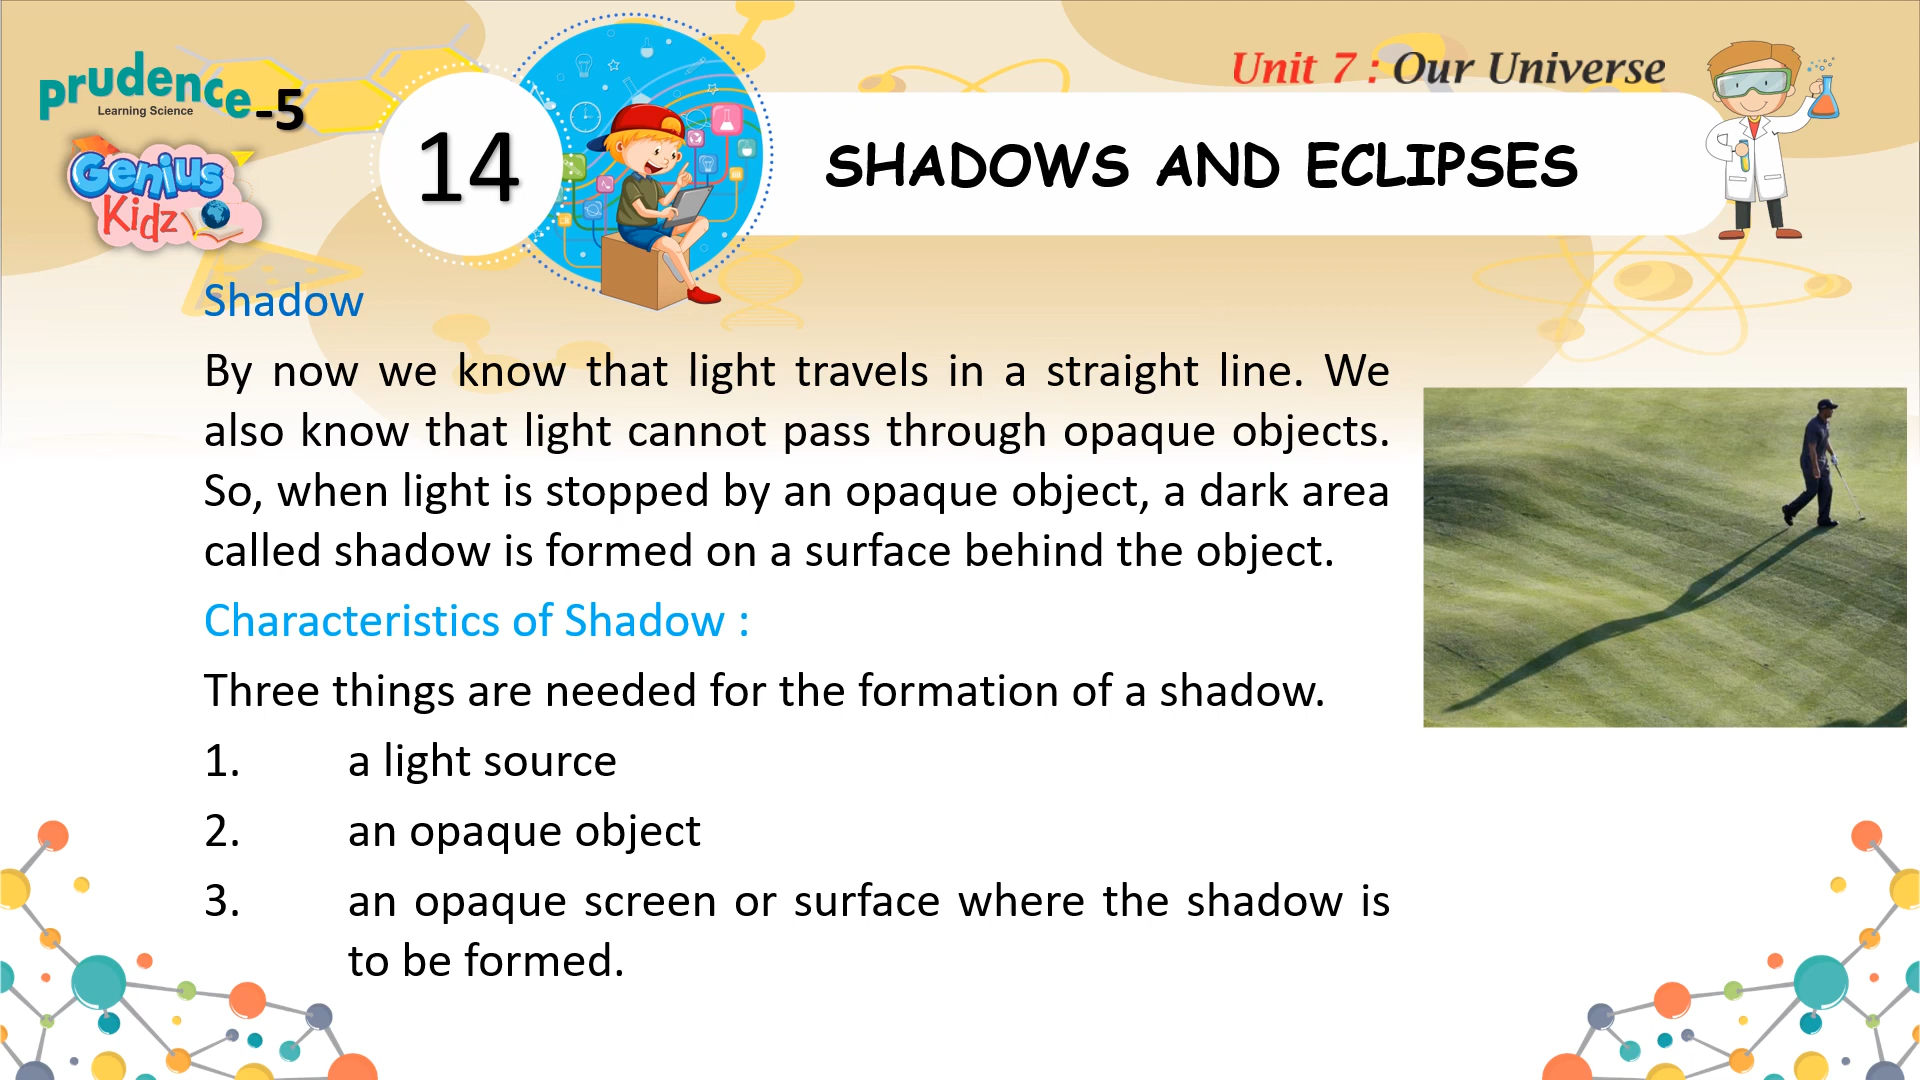 prudence-5
Learning Science
Genius
Kidz
14
Unit 7 : Our Universe
SHADOWS AND ECLIPSES
Shadow
By now we know that light travels in a straight line. We
also know that light cannot pass through opaque objects.
So, when light is stopped by an opaque object, a dark area
called shadow is formed on a surface behind the object.
Characteristics of Shadow :
Three things are needed for the formation of a shadow.
1. a light source
2. an opaque object
3. an opaque screen or surface where the shadow is
to be formed.